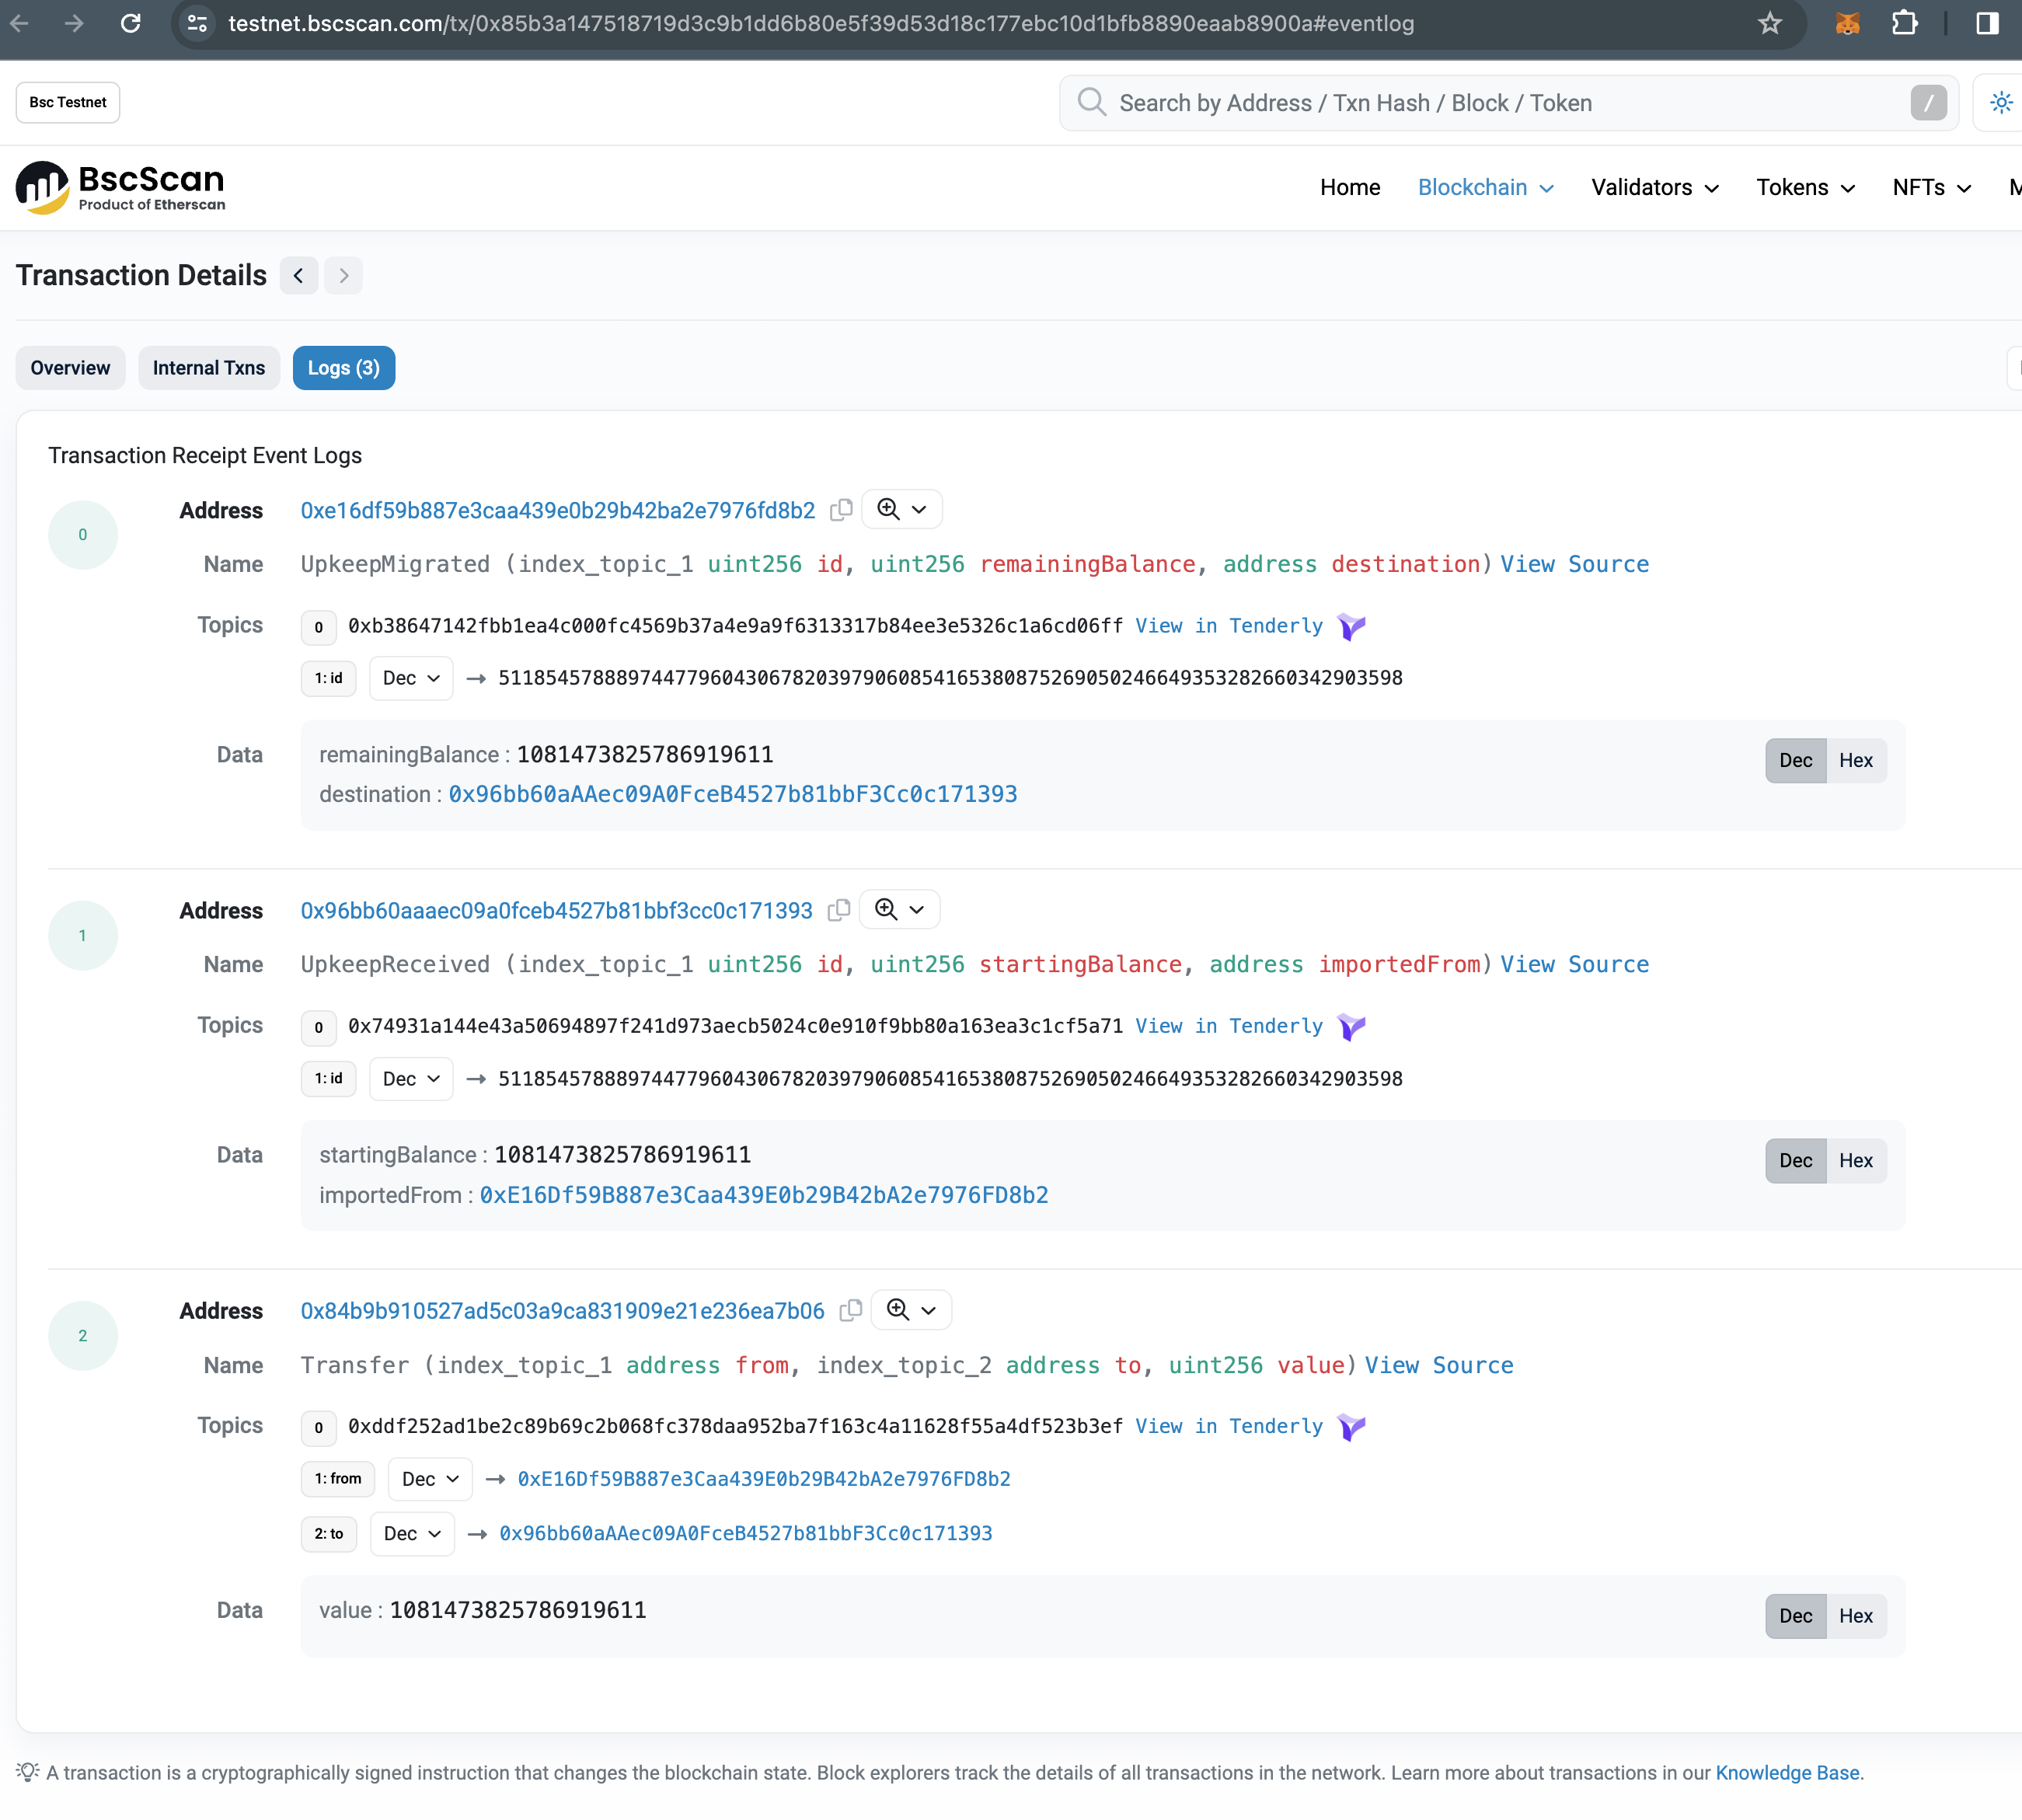 testnet.bscscan.com/tx/0x85b3a147518719d3c9b1dd6b80e5f39d53d18c177ebc10d1bfb8890eaab8900a#eventlog
Bsc Testnet
Search by Address / Txn Hash / Block / Token /
BscScan
Product of Etherscan
Home Blockchain Validators Tokens NFTs M
Transaction Details
Overview Internal Txns Logs (3)
Transaction Receipt Event Logs
0 Address 0xe16df59b887e3caa439e0b29b42ba2e7976fd8b2
Name UpkeepMigrated (index_topic_1 uint256 id, uint256 remainingBalance, address destination) View Source
Topics 0 0xb38647142fbb1ea4c000fc4569b37a4e9a9f6313317b84ee3e5326c1a6cd06ff View in Tenderly
1: id Dec → 51185457888974477960430678203979060854165380875269050246649353282660342903598
Data remainingBalance : 1081473825786919611 Dec Hex
destination : 0x96bb60aAAec09A0FceB4527b81bbF3Cc0c171393
1 Address 0x96bb60aaaec09a0fceb4527b81bbf3cc0c171393
Name UpkeepReceived (index_topic_1 uint256 id, uint256 startingBalance, address importedFrom) View Source
Topics 0 0x74931a144e43a50694897f241d973aecb5024c0e910f9bb80a163ea3c1cf5a71 View in Tenderly
1: id Dec → 51185457888974477960430678203979060854165380875269050246649353282660342903598
Data startingBalance : 1081473825786919611 Dec Hex
importedFrom : 0xE16Df59B887e3Caa439E0b29B42bA2e7976FD8b2
2 Address 0x84b9b910527ad5c03a9ca831909e21e236ea7b06
Name Transfer (index_topic_1 address from, index_topic_2 address to, uint256 value) View Source
Topics 0 0xddf252ad1be2c89b69c2b068fc378daa952ba7f163c4a11628f55a4df523b3ef View in Tenderly
1: from Dec → 0xE16Df59B887e3Caa439E0b29B42bA2e7976FD8b2
2: to Dec → 0x96bb60aAAec09A0FceB4527b81bbF3Cc0c171393
Data value : 1081473825786919611 Dec Hex
A transaction is a cryptographically signed instruction that changes the blockchain state. Block explorers track the details of all transactions in the network. Learn more about transactions in our Knowledge Base.